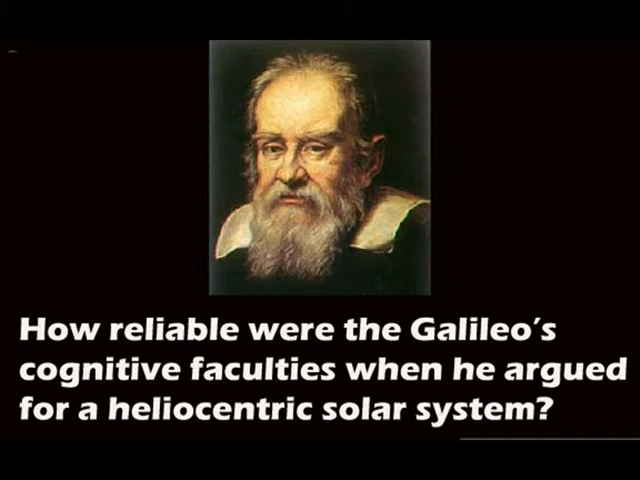 How reliable were the Galileo's
cognitive faculties when he argued
for a heliocentric solar system?